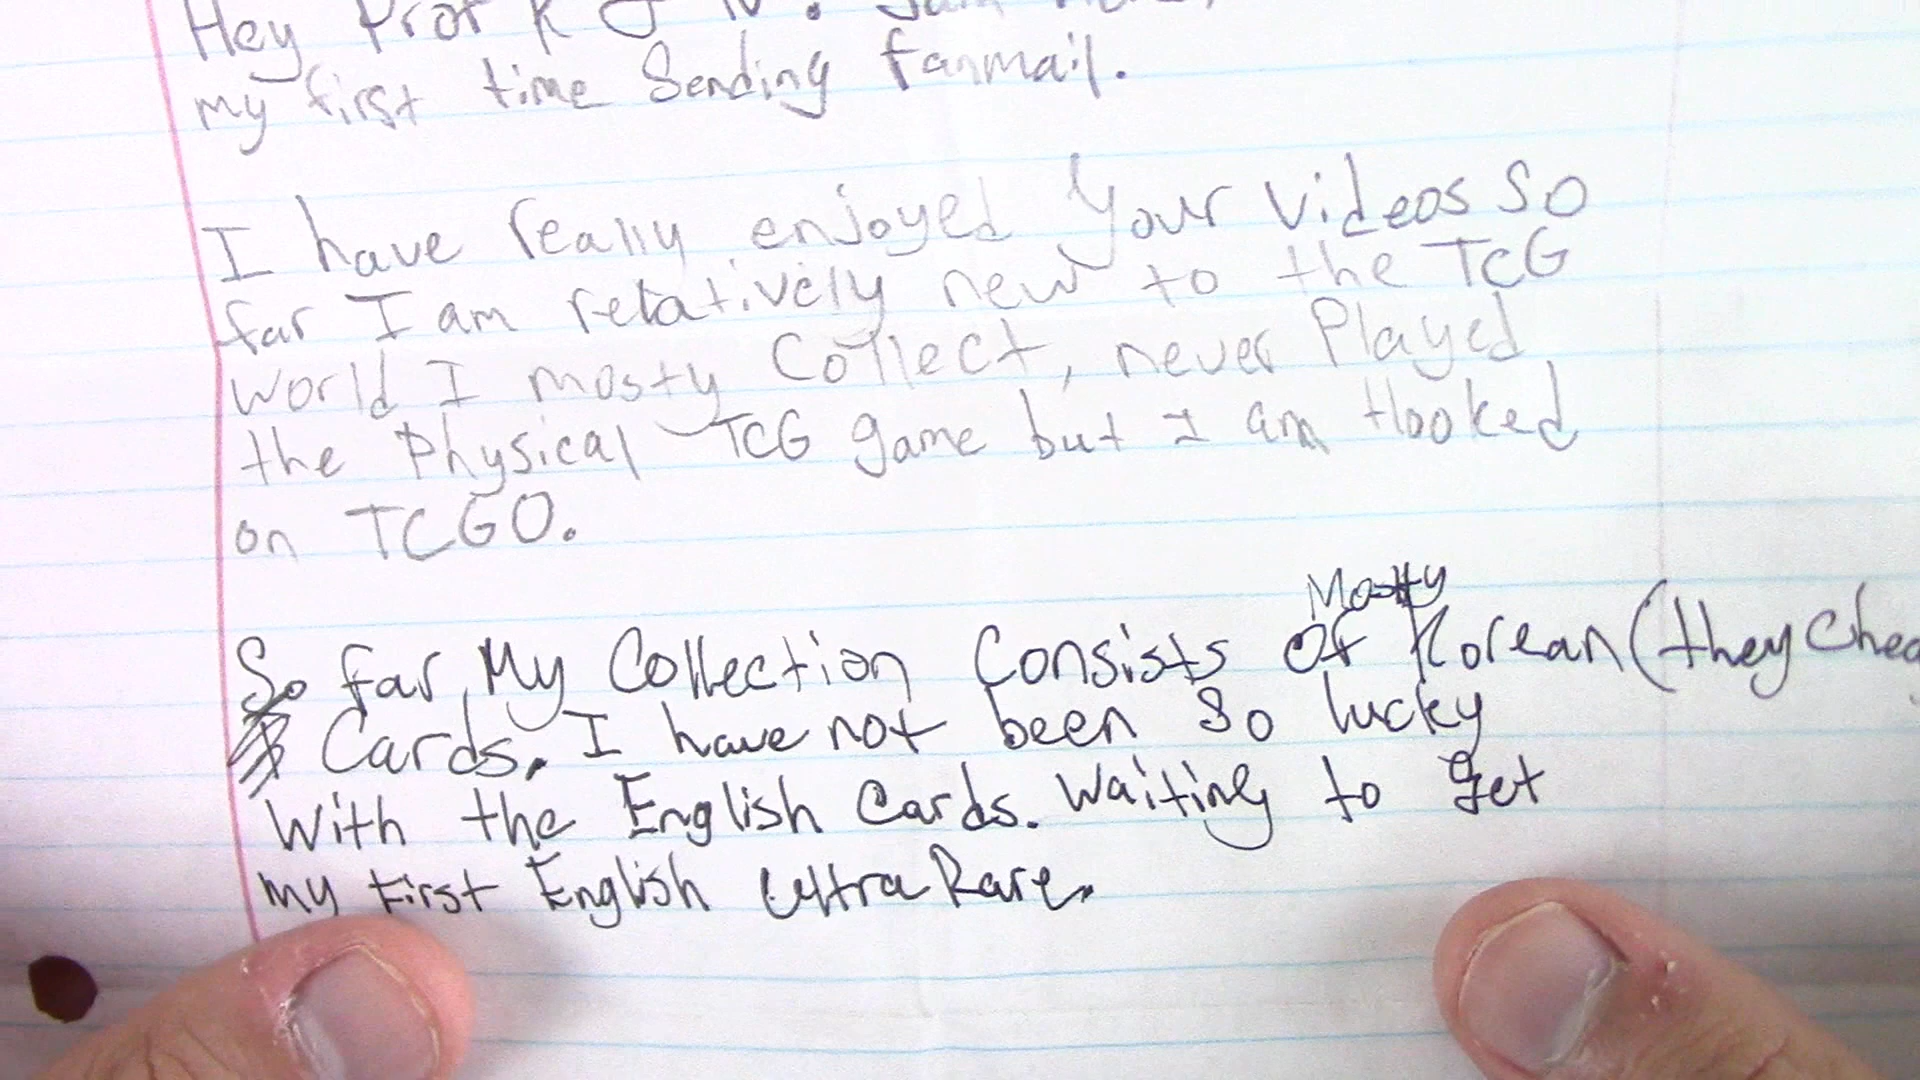 Hey Prof
my first time Sending fanmail.
I have really enjoyed your Videos So
far I am relatively new to the TCG
World I mosty Collect, never Played
the Physical TCG game but I am Hooked
on TCGO.
Mostly
So far, My Collection Consists Of Korean (they
Cards. I have not been So lucky
With the English Cards. Waiting to get
my First English Ultra Rare.